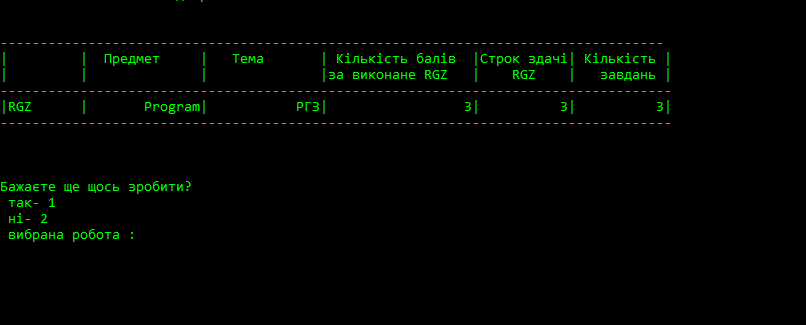 -----------------------------------------------------------------------------------
|         |  Предмет     |   Тема       | Кількість балів  |Строк здачі| Кількість |
|         |              |              |за виконане RGZ   |    RGZ    |   завдань |
------------------------------------------------------------------------------------
|RGZ      |       Program|           РГЗ|                 3|          3|          3|
------------------------------------------------------------------------------------
Бажаєте ще щось зробити?
так- 1
ні- 2
вибрана робота :